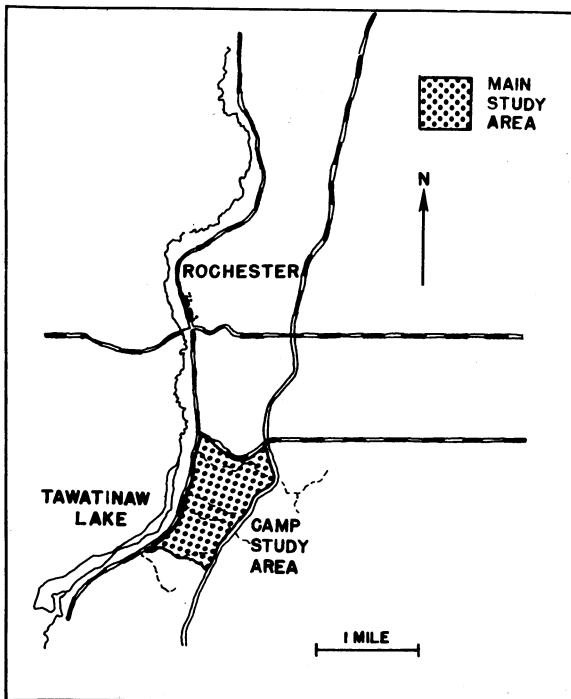 MAIN
STUDY
AREA
N
ROCHESTER
TAWATINAW
LAKE
CAMP
STUDY
AREA
1 MILE